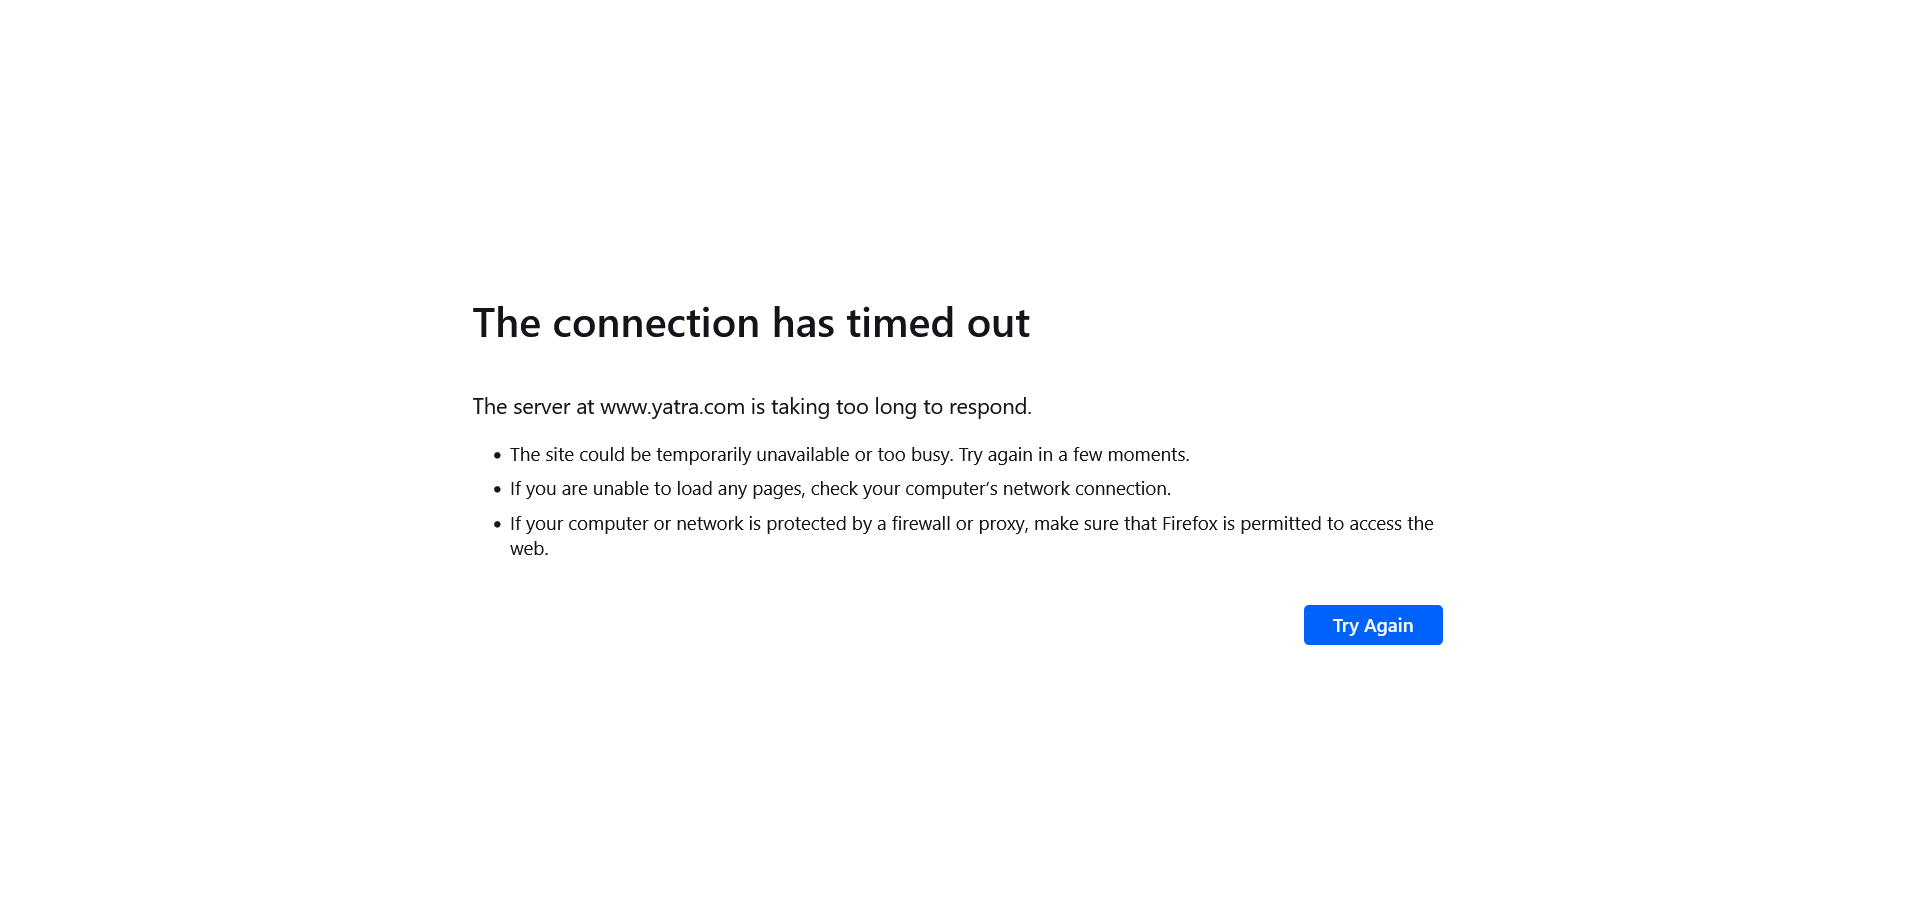 The connection has timed out
The server at www.yatra.com is taking too long to respond.
• The site could be temporarily unavailable or too busy. Try again in a few moments.
• If you are unable to load any pages, check your computer’s network connection.
• If your computer or network is protected by a firewall or proxy, make sure that Firefox is permitted to access the
web.
Try Again